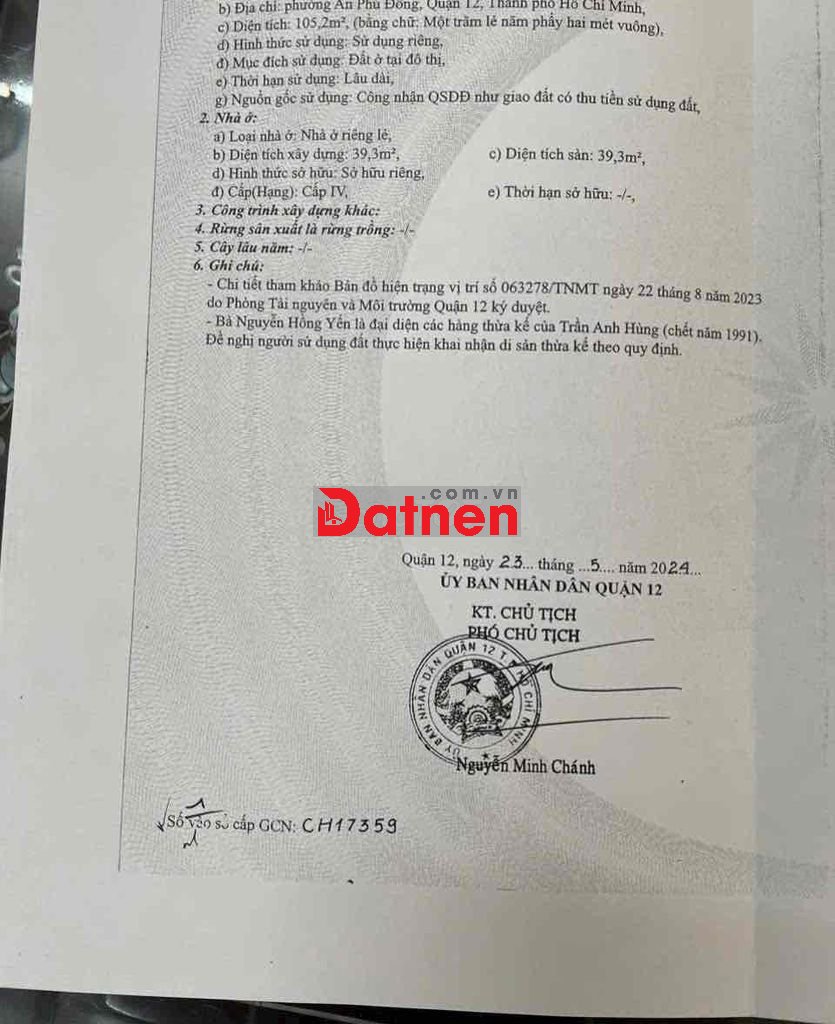 b) Địa chỉ: phường An Phú Đông, Quận 12, Thành phố Hồ Chí Minh,
c) Diện tích: 105,2m², (bằng chữ: Một trăm lẻ năm phẩy hai mét vuông),
d) Hình thức sử dụng: Sử dụng riêng,
đ) Mục đích sử dụng: Đất ở tại đô thị,
e) Thời hạn sử dụng: Lâu dài,
g) Nguồn gốc sử dụng: Công nhận QSDĐ như giao đất có thu tiền sử dụng đất,
2. Nhà ở:
a) Loại nhà ở: Nhà ở riêng lẻ,
b) Diện tích xây dựng: 39,3m², c) Diện tích sàn: 39,3m²,
d) Hình thức sở hữu: Sở hữu riêng,
đ) Cấp(Hạng): Cấp IV, e) Thời hạn sở hữu: -/-,
3. Công trình xây dựng khác:
4. Rừng sản xuất là rừng trồng: -/-
5. Cây lâu năm: -/-
6. Ghi chú:
- Chi tiết tham khảo Bản đồ hiện trạng vị trí số 063278/TNMT ngày 22 tháng 8 năm 2023
do Phòng Tài nguyên và Môi trường Quận 12 ký duyệt.
- Bà Nguyễn Hồng Yến là đại diện các hàng thừa kế của Trần Anh Hùng (chết năm 1991).
Đề nghị người sử dụng đất thực hiện khai nhận di sản thừa kế theo quy định.
.com.vn
Datnen
Quận 12, ngày 23... tháng ...5.... năm 2024...
ỦY BAN NHÂN DÂN QUẬN 12
KT. CHỦ TỊCH
PHÓ CHỦ TỊCH
ỦY BAN NHÂN DÂN QUẬN 12 T.P HỒ CHÍ MINH
Nguyễn Minh Chánh
Số vào sổ cấp GCN: CH17359